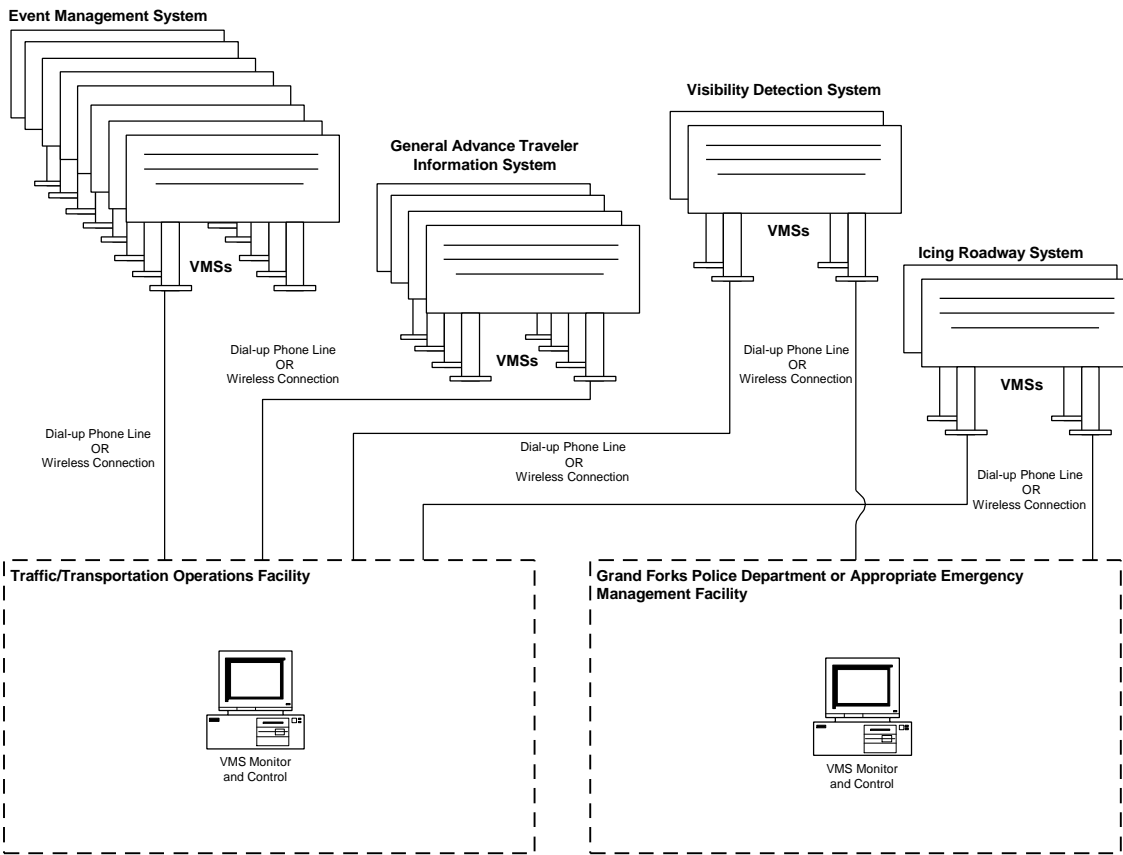 Event Management System
VMSs
General Advance Traveler
Information System
VMSs
Visibility Detection System
VMSs
Icing Roadway System
VMSs
Dial-up Phone Line
OR
Wireless Connection
Dial-up Phone Line
OR
Wireless Connection
Dial-up Phone Line
OR
Wireless Connection
Dial-up Phone Line
OR
Wireless Connection
Dial-up Phone Line
OR
Wireless Connection
Traffic/Transportation Operations Facility
VMS Monitor
and Control
Grand Forks Police Department or Appropriate Emergency
Management Facility
VMS Monitor
and Control